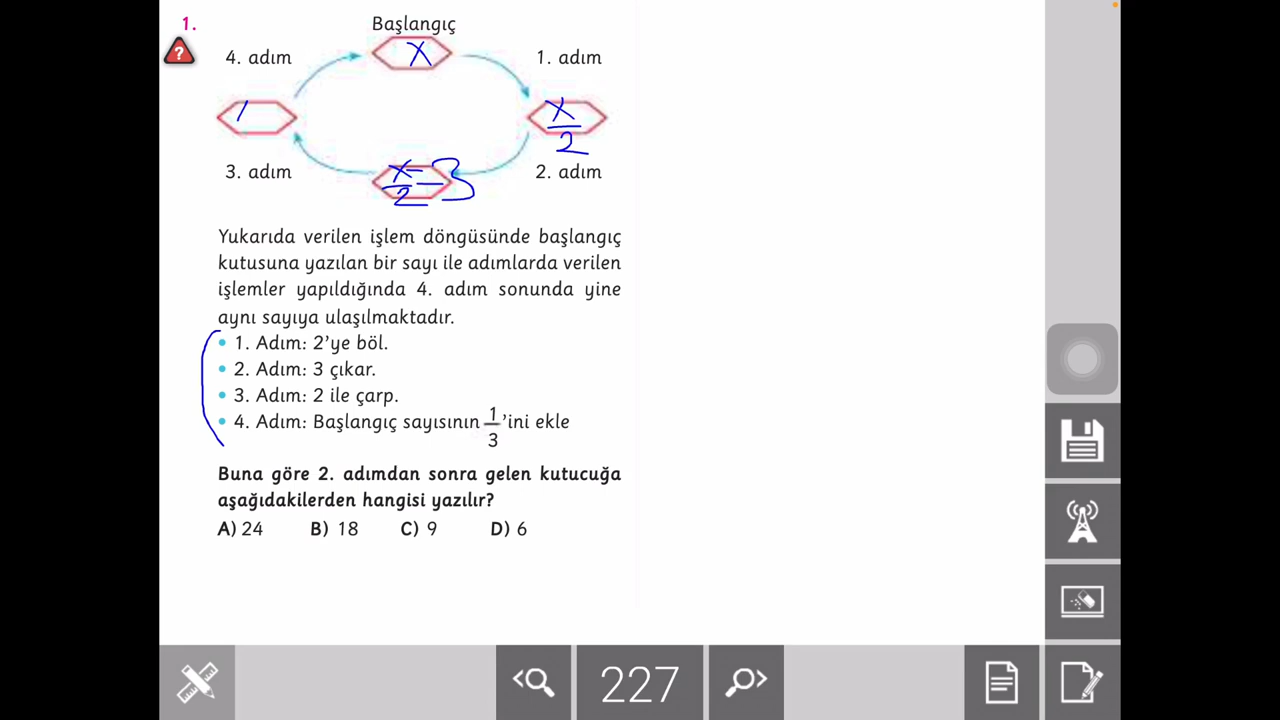 1.
Başlangıç
4. adım
x
1. adım
?
x/2
3. adım
x/2 - 3
2. adım
Yukarıda verilen işlem döngüsünde başlangıç
kutusuna yazılan bir sayı ile adımlarda verilen
işlemler yapıldığında 4. adım sonunda yine
aynı sayıya ulaşılmaktadır.
• 1. Adım: 2'ye böl.
• 2. Adım: 3 çıkar.
• 3. Adım: 2 ile çarp.
• 4. Adım: Başlangıç sayısının 1/3'ini ekle
Buna göre 2. adımdan sonra gelen kutucuğa
aşağıdakilerden hangisi yazılır?
A) 24 B) 18 C) 9 D) 6
227